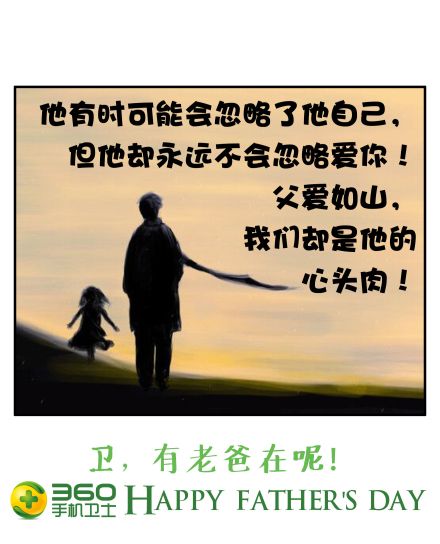 他有时可能会忽略了他自己，
但他却永远不会忽略爱你！
父爱如山，
我们却是他的
心头肉！
卫，有老爸在呢！
360
手机卫士
HAPPY FATHER'S DAY